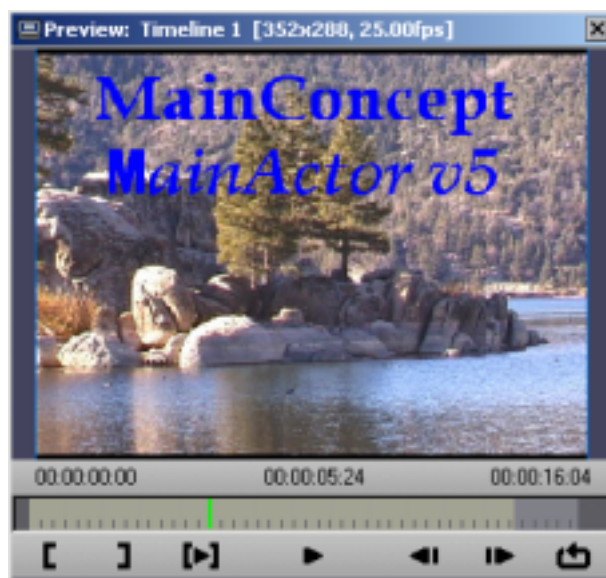 Preview: Timeline 1 [352x288, 25.00fps]
MainConcept
MainActor v5
00:00:00:00 00:00:05:24 00:00:16:04